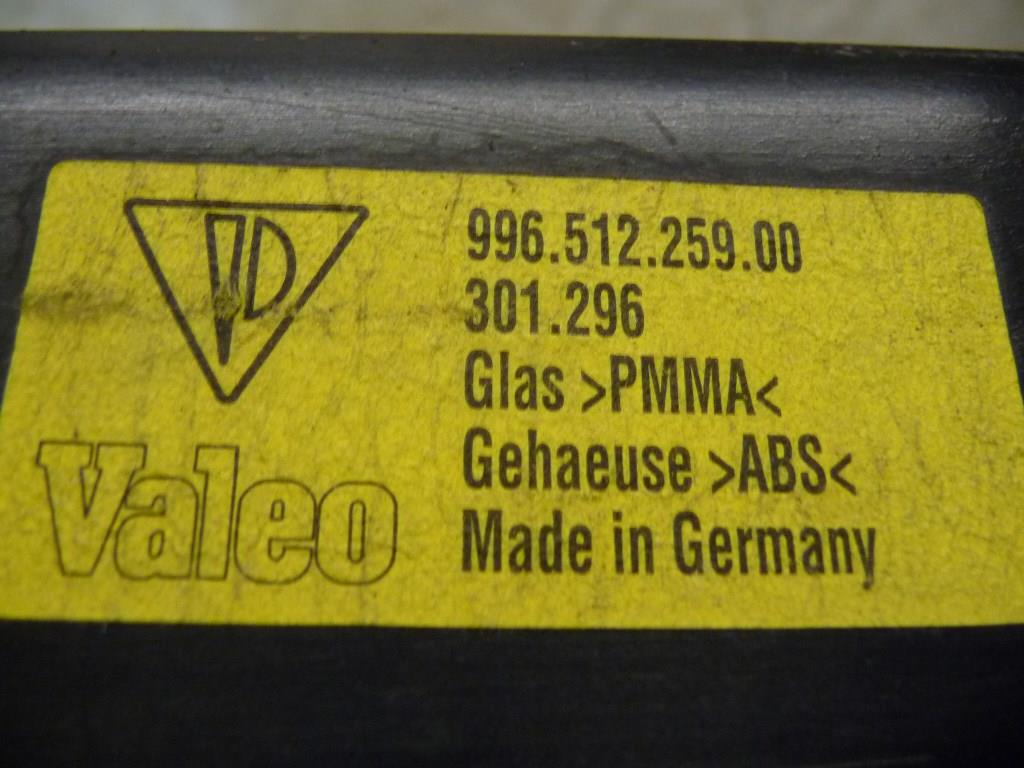 996.512.259.00
301.296
Glas >PMMA<
Gehaeuse >ABS<
Made in Germany
Valeo